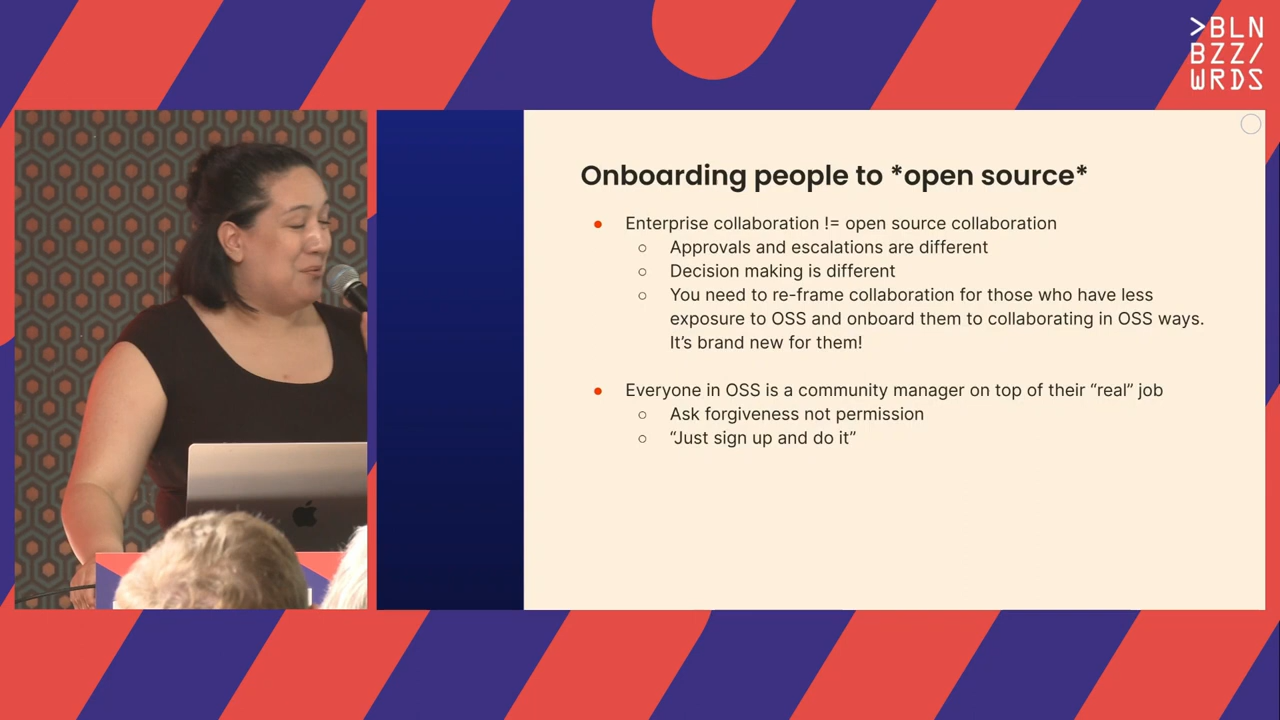 >BLN
BZZ/
WRDS
Onboarding people to *open source*
● Enterprise collaboration != open source collaboration
○ Approvals and escalations are different
○ Decision making is different
○ You need to re-frame collaboration for those who have less
exposure to OSS and onboard them to collaborating in OSS ways.
It’s brand new for them!
● Everyone in OSS is a community manager on top of their “real” job
○ Ask forgiveness not permission
○ “Just sign up and do it”